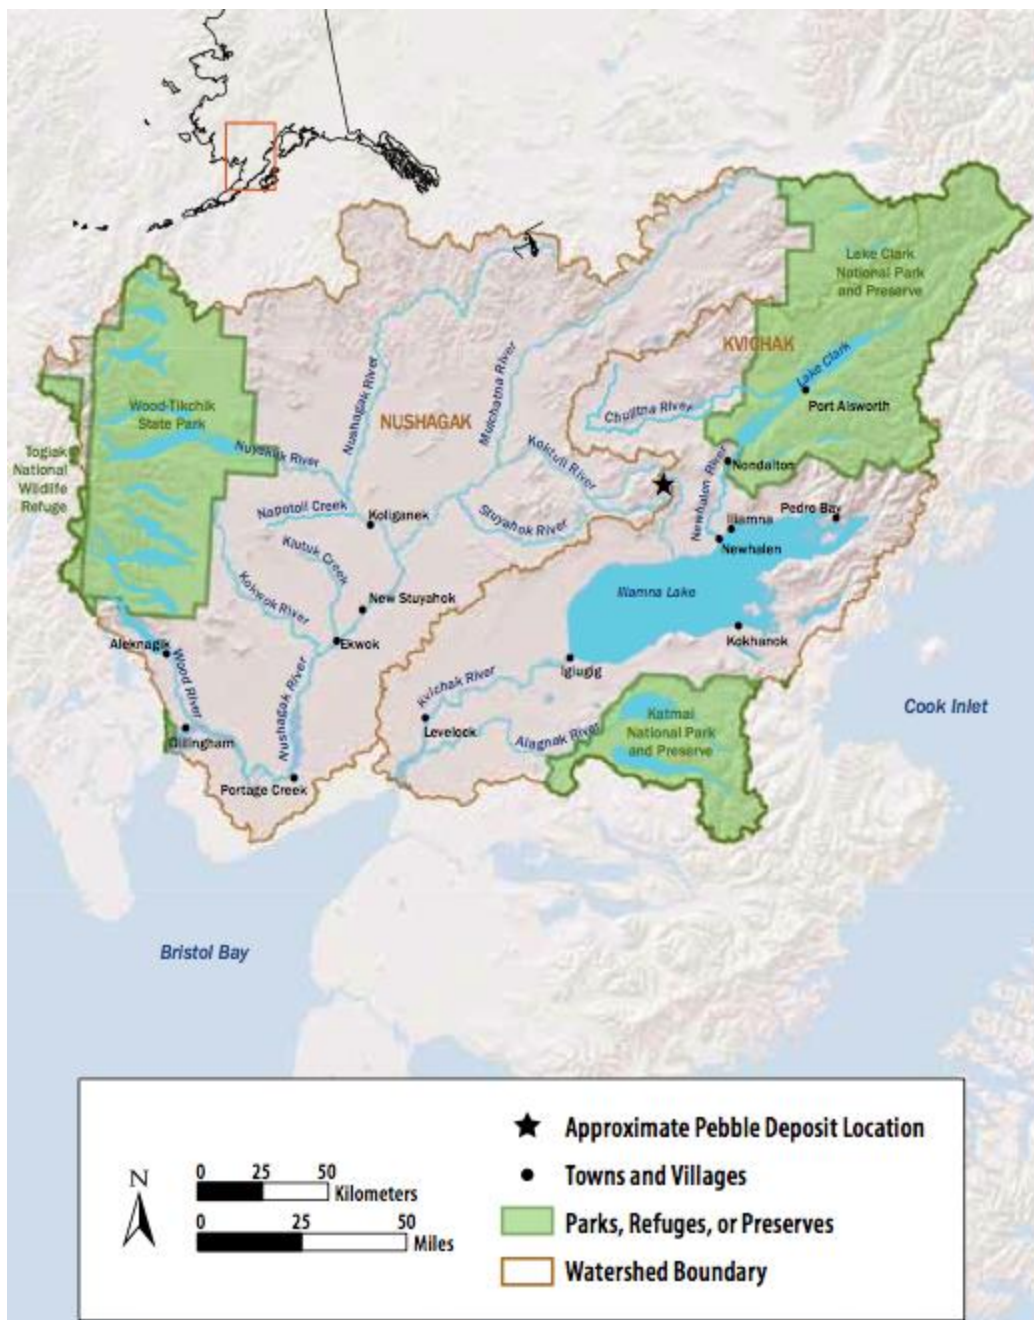 Lake Clark
National Park
and Preserve
KVICHAK
Lake Clark
Port Alsworth
Chulitna River
Mulchatna River
Nushagak River
NUSHAGAK
Wood-Tikchik
State Park
Togiak
National
Wildlife
Refuge
Nuyakuk River
Koktuli River
Nondalton
Newhalen River
Napotoli Creek
Koliganek
Stuyahok River
Pedro Bay
Iliamna
Newhalen
Klutuk Creek
Kokwok River
New Stuyahok
Iliamna Lake
Ekwok
Kokhanok
Aleknagik
Wood River
Igiugig
Nushagak River
Kvichak River
Levelock
Alagnak River
Katmai
National Park
and Preserve
Cook Inlet
Dillingham
Portage Creek
Bristol Bay
N
0 25 50
Kilometers
0 25 50
Miles
Approximate Pebble Deposit Location
Towns and Villages
Parks, Refuges, or Preserves
Watershed Boundary